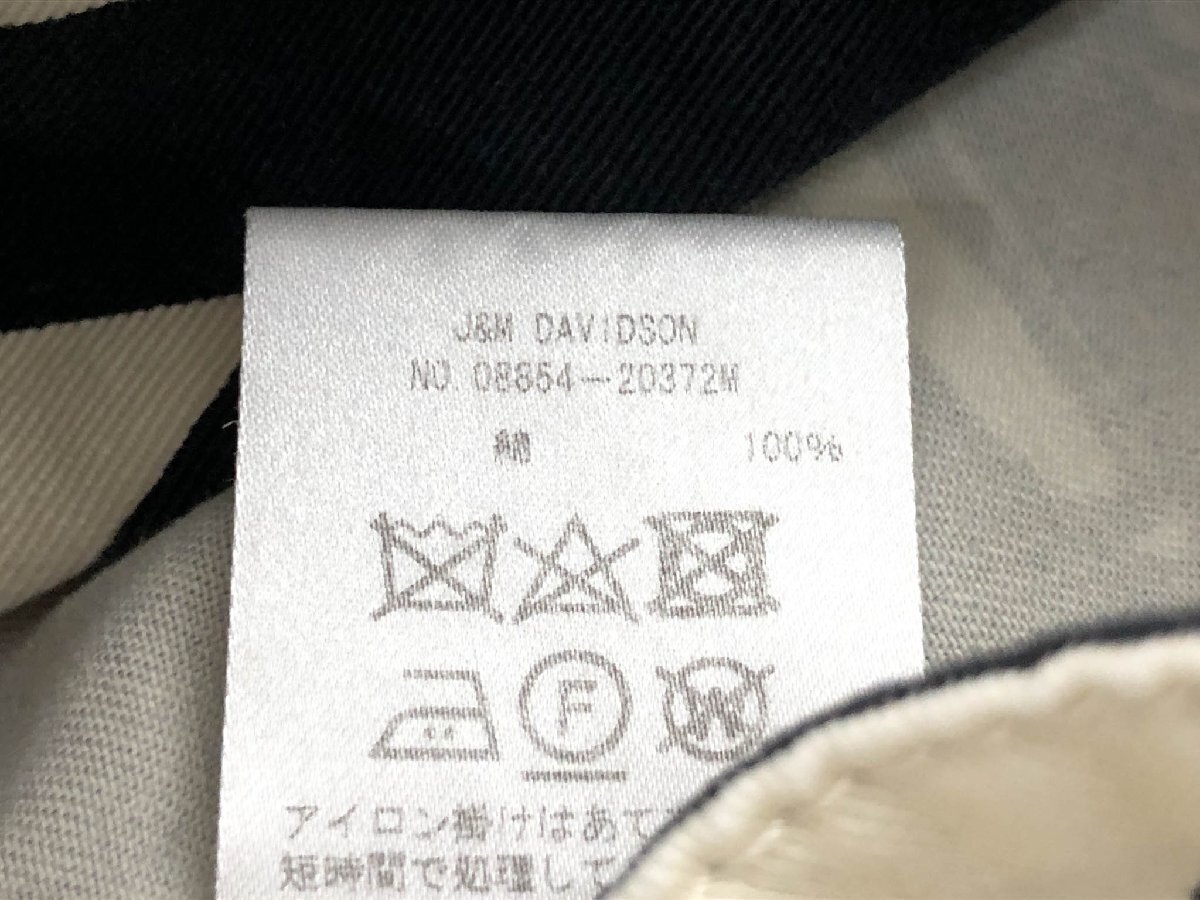 J&M DAVIDSON
NO 08854-20372M
綿 100%
F
W
アイロン掛けはあて
短時間で処理して